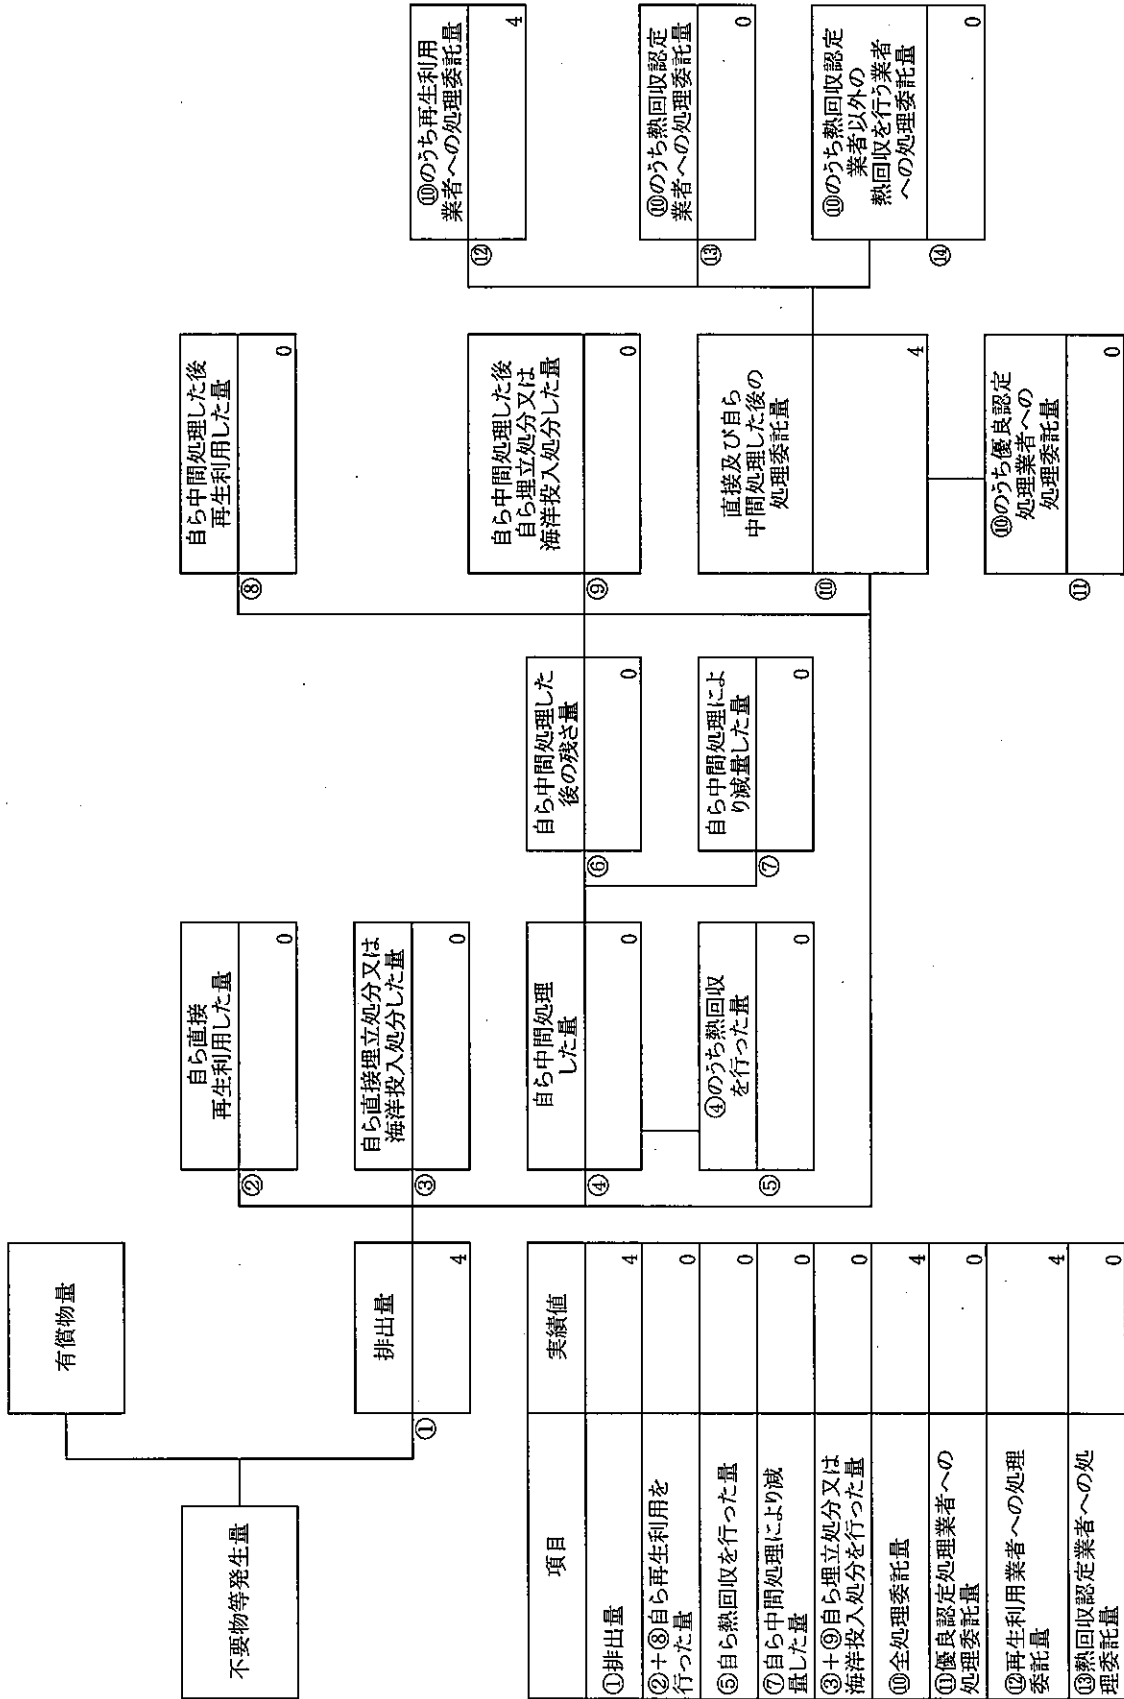 不要物等発生量
有償物量
①
排出量
4
②
自ら直接
再生利用した量
0
③
自ら直接埋立処分又は
海洋投入処分した量
0
④
自ら中間処理
した量
0
⑤
④のうち熱回収
を行った量
0
⑥
自ら中間処理した
後の残さ量
0
⑦
自ら中間処理によ
り減量した量
0
⑧
自ら中間処理した後
再生利用した量
0
⑨
自ら中間処理した後
自ら埋立処分又は
海洋投入処分した量
0
⑩
直接及び自ら
中間処理した後の
処理委託量
4
⑪
⑩のうち優良認定
処理業者への
処理委託量
0
⑫
⑩のうち再生利用
業者への処理委託量
4
⑬
⑩のうち熱回収認定
業者への処理委託量
0
⑭
⑩のうち熱回収認定
業者以外の
熱回収を行う業者
への処理委託量
0
項目
実績値
①排出量
4
②+⑧自ら再生利用を
行った量
0
⑤自ら熱回収を行った量
0
⑦自ら中間処理により減
量した量
0
③+⑨自ら埋立処分又は
海洋投入処分を行った量
0
⑩全処理委託量
4
⑪優良認定処理業者への
処理委託量
0
⑫再生利用業者への処理
委託量
4
⑬熱回収認定業者への処
理委託量
0